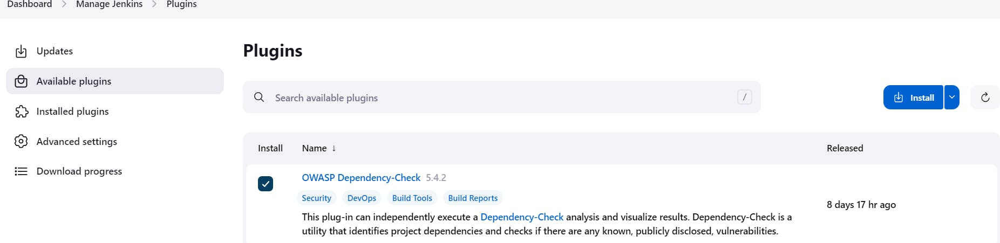 Dashboard > Manage Jenkins > Plugins
Updates
Available plugins
Installed plugins
Advanced settings
Download progress
Plugins
Search available plugins /
Install
Install Name ↓ Released
OWASP Dependency-Check 5.4.2
Security DevOps Build Tools Build Reports
This plug-in can independently execute a Dependency-Check analysis and visualize results. Dependency-Check is a
utility that identifies project dependencies and checks if there are any known, publicly disclosed, vulnerabilities.
8 days 17 hr ago